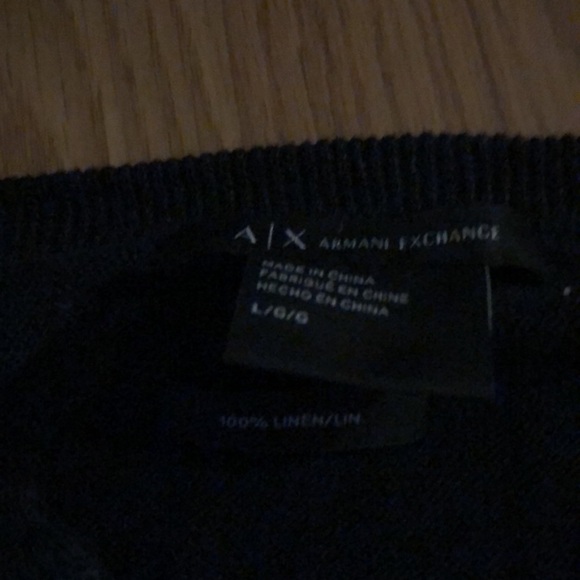 A|X ARMANI EXCHANGE
MADE IN CHINA
FABRIQUÉ EN CHINE
HECHO EN CHINA
L/G/G
100% LINEN/LIN